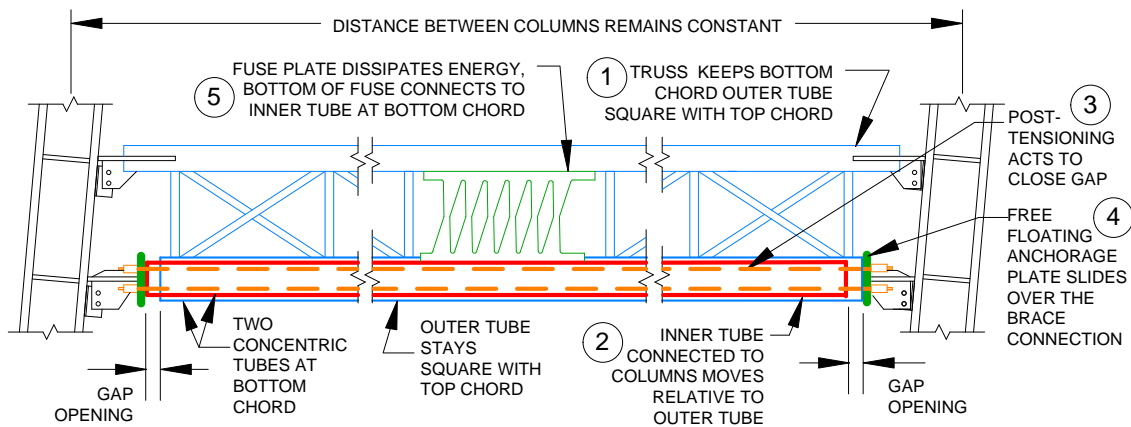 DISTANCE BETWEEN COLUMNS REMAINS CONSTANT
5
FUSE PLATE DISSIPATES ENERGY,
BOTTOM OF FUSE CONNECTS TO
INNER TUBE AT BOTTOM CHORD
1
TRUSS KEEPS BOTTOM
CHORD OUTER TUBE
SQUARE WITH TOP CHORD
3
POST-
TENSIONING
ACTS TO
CLOSE GAP
4
FREE
FLOATING
ANCHORAGE
PLATE SLIDES
OVER THE
BRACE
CONNECTION
GAP
OPENING
TWO
CONCENTRIC
TUBES AT
BOTTOM
CHORD
OUTER TUBE
STAYS
SQUARE WITH
TOP CHORD
2
INNER TUBE
CONNECTED TO
COLUMNS MOVES
RELATIVE TO
OUTER TUBE
GAP
OPENING